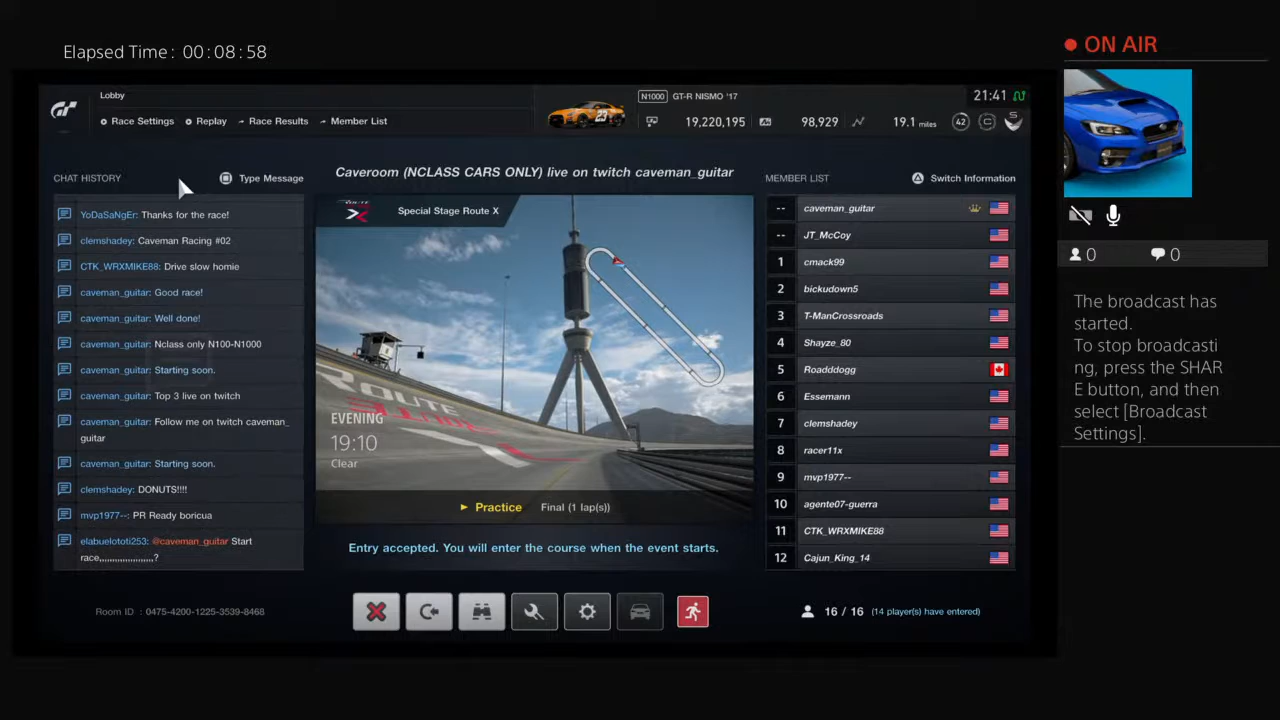 Elapsed Time: 00:08:58
ON AIR
Lobby
Race Settings
Replay
Race Results
Member List
N1000 GT-R NISMO '17
21:41
19,220,195
98,929
19.1 miles
42
C
S
CHAT HISTORY
Type Message
Caveroom (NCLASS CARS ONLY) live on twitch caveman_guitar
MEMBER LIST
Switch Information
YoDaSaNgEr: Thanks for the race!
clemshadey: Caveman Racing #02
CTK_WRXMIKE88: Drive slow homie
caveman_guitar: Good race!
caveman_guitar: Well done!
caveman_guitar: Nclass only N100-N1000
caveman_guitar: Starting soon.
caveman_guitar: Top 3 live on twitch
caveman_guitar: Follow me on twitch caveman_
guitar
caveman_guitar: Starting soon.
clemshadey: DONUTS!!!!
mvp1977--: PR Ready boricua
elabuelototi253: @caveman_guitar Start
race,,,,,,,,,,,,,,,,,,,,,?
ROUTE X
Special Stage Route X
ROUTE
EVENING
19:10
Clear
Practice
Final (1 lap(s))
Entry accepted. You will enter the course when the event starts.
-- caveman_guitar
-- JT_McCoy
1 cmack99
2 bickudown5
3 T-ManCrossroads
4 Shayze_80
5 Roadddogg
6 Essemann
7 clemshadey
8 racer11x
9 mvp1977--
10 agente07-guerra
11 CTK_WRXMIKE88
12 Cajun_King_14
Room ID : 0475-4200-1225-3539-8468
16 / 16 (14 player(s) have entered)
0
0
The broadcast has
started.
To stop broadcasti
ng, press the SHAR
E button, and then
select [Broadcast
Settings].